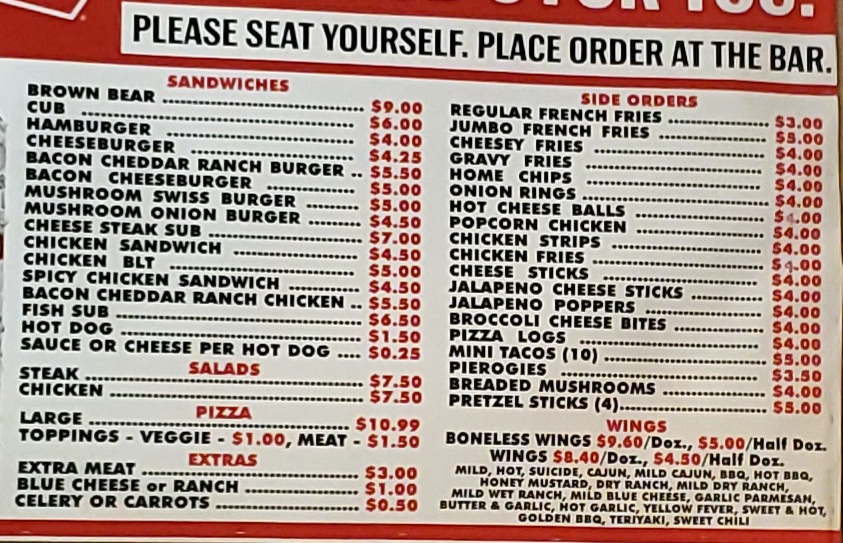 FOR YOU.
PLEASE SEAT YOURSELF. PLACE ORDER AT THE BAR.
SANDWICHES
BROWN BEAR ........ $9.00
CUB ........ $6.00
HAMBURGER ........ $4.00
CHEESEBURGER ........ $4.25
BACON CHEDDAR RANCH BURGER .. $5.50
BACON CHEESEBURGER ........ $5.00
MUSHROOM SWISS BURGER ........ $5.00
MUSHROOM ONION BURGER ........ $4.50
CHEESE STEAK SUB ........ $7.00
CHICKEN SANDWICH ........ $4.50
CHICKEN BLT ........ $5.00
SPICY CHICKEN SANDWICH ........ $4.50
BACON CHEDDAR RANCH CHICKEN .. $5.50
FISH SUB ........ $6.50
HOT DOG ........ $1.50
SAUCE OR CHEESE PER HOT DOG .... $0.25
SALADS
STEAK ........ $7.50
CHICKEN ........ $7.50
PIZZA
LARGE ........ $10.99
TOPPINGS - VEGGIE - $1.00, MEAT - $1.50
EXTRAS
EXTRA MEAT ........ $3.00
BLUE CHEESE or RANCH ........ $1.00
CELERY OR CARROTS ........ $0.50
SIDE ORDERS
REGULAR FRENCH FRIES ........ $3.00
JUMBO FRENCH FRIES ........ $5.00
CHEESEY FRIES ........ $4.00
GRAVY FRIES ........ $4.00
HOME CHIPS ........ $4.00
ONION RINGS ........ $4.00
HOT CHEESE BALLS ........
POPCORN CHICKEN ........ $4.00
CHICKEN STRIPS ........ $4.00
CHICKEN FRIES ........
CHEESE STICKS ........ $4.00
JALAPENO CHEESE STICKS ........ $4.00
JALAPENO POPPERS ........ $4.00
BROCCOLI CHEESE BITES ........ $4.00
PIZZA LOGS ........ $4.00
MINI TACOS (10) ........ $5.00
PIEROGIES ........ $3.50
BREADED MUSHROOMS ........ $4.00
PRETZEL STICKS (4)........ $5.00
WINGS
BONELESS WINGS $9.60/Doz., $5.00/Half Doz.
WINGS $8.40/Doz., $4.50/Half Doz.
MILD, HOT, SUICIDE, CAJUN, MILD CAJUN, BBQ, HOT BBQ,
HONEY MUSTARD, DRY RANCH, MILD DRY RANCH,
MILD WET RANCH, MILD BLUE CHEESE, GARLIC PARMESAN,
BUTTER & GARLIC, HOT GARLIC, YELLOW FEVER, SWEET & HOT,
GOLDEN BBQ, TERIYAKI, SWEET CHILI